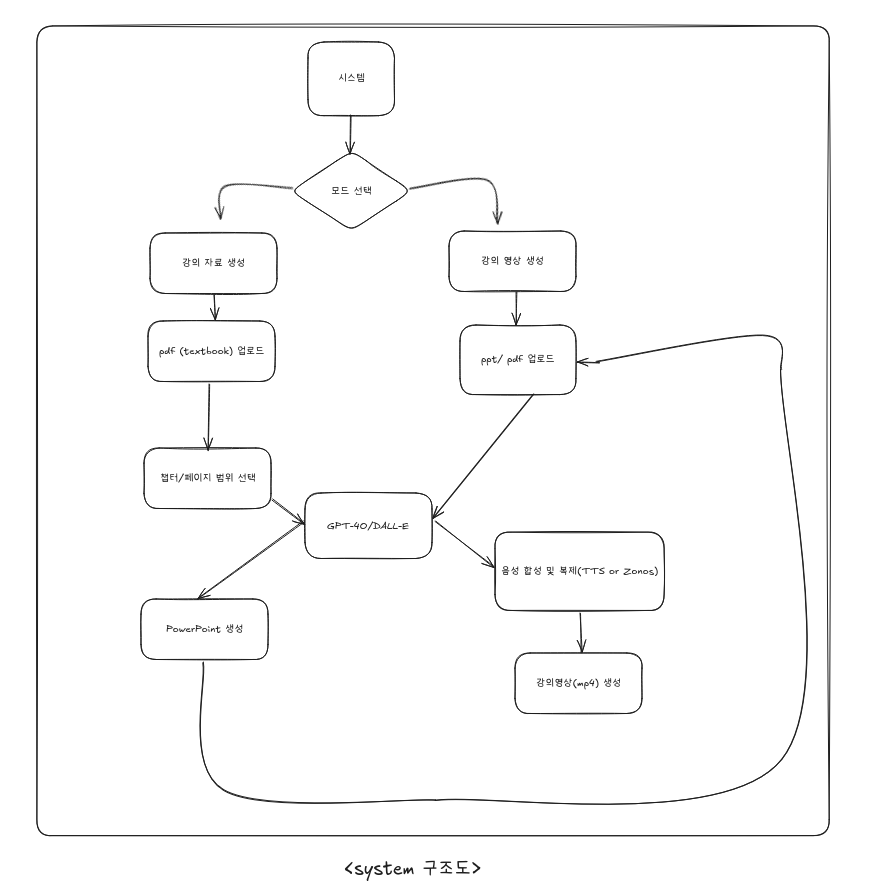 시스템
모드 선택
강의 자료 생성
강의 영상 생성
pdf (textbook) 업로드
ppt/ pdf 업로드
챕터/페이지 범위 선택
GPT-4O/DALL-E
음성 합성 및 복제(TTS or Zonos)
PowerPoint 생성
강의영상(mp4) 생성
<system 구조도>